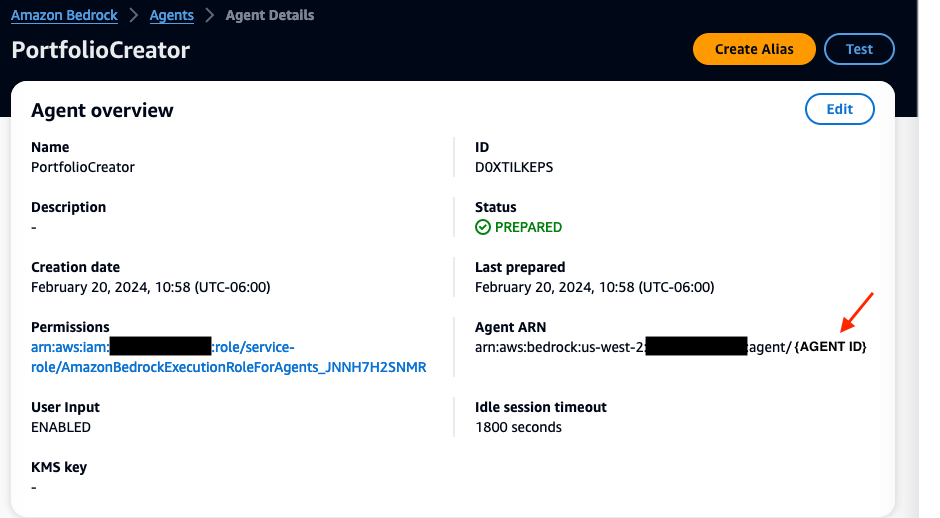 Amazon Bedrock > Agents > Agent Details
PortfolioCreator
Create Alias
Test
Agent overview
Edit
Name
PortfolioCreator
ID
D0XTILKEPS
Description
-
Status
PREPARED
Creation date
February 20, 2024, 10:58 (UTC-06:00)
Last prepared
February 20, 2024, 10:58 (UTC-06:00)
Permissions
arn:aws:iam: :role/service-
role/AmazonBedrockExecutionRoleForAgents_JNNH7H2SNMR
Agent ARN
arn:aws:bedrock:us-west-2: :agent/ {AGENT ID}
User Input
ENABLED
Idle session timeout
1800 seconds
KMS key
-